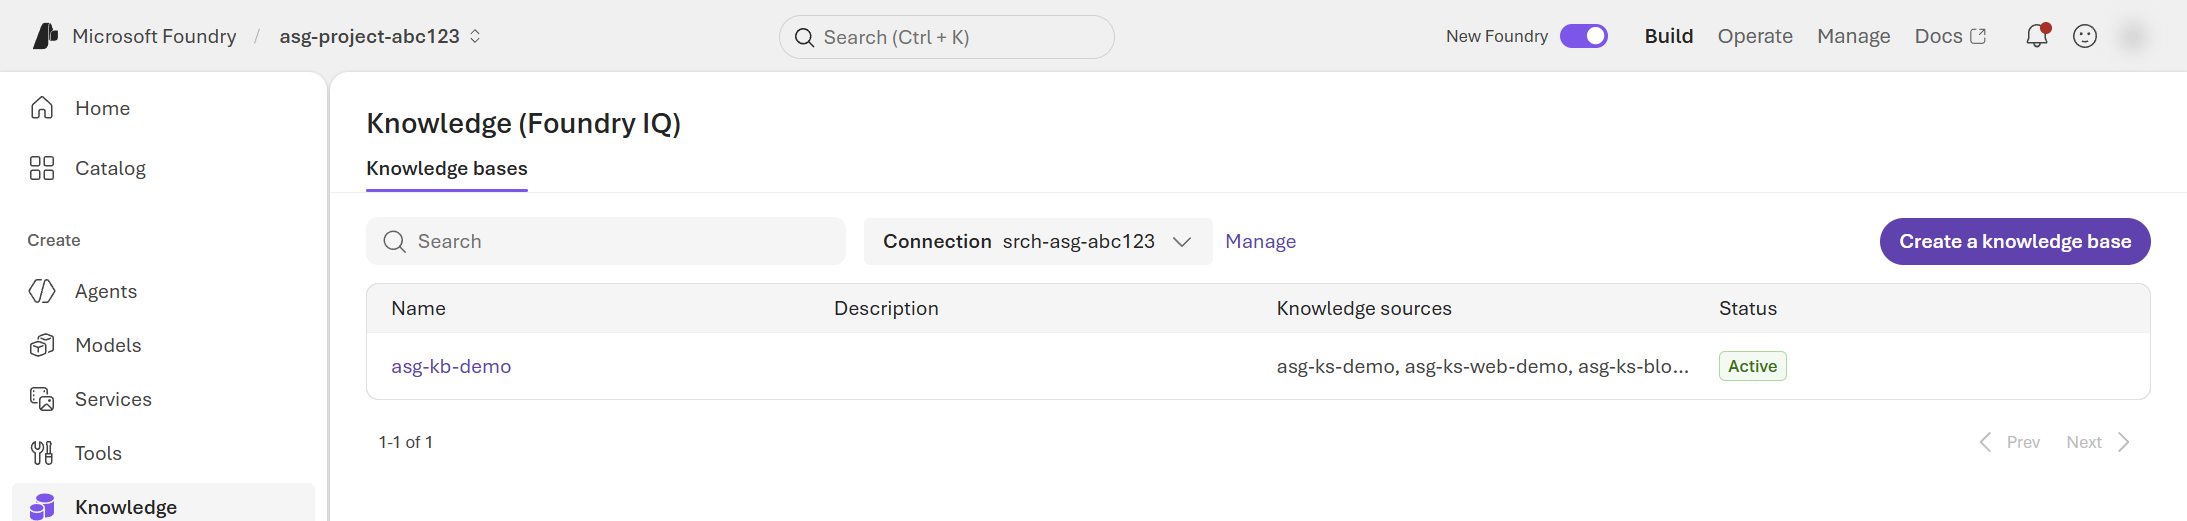 Microsoft Foundry / asg-project-abc123
Search (Ctrl + K)
New Foundry
Build
Operate
Manage
Docs
Home
Catalog
Create
Agents
Models
Services
Tools
Knowledge
Knowledge (Foundry IQ)
Knowledge bases
Search
Connection srch-asg-abc123
Manage
Create a knowledge base
Name Description Knowledge sources Status
asg-kb-demo asg-ks-demo, asg-ks-web-demo, asg-ks-blo... Active
1-1 of 1
Prev Next